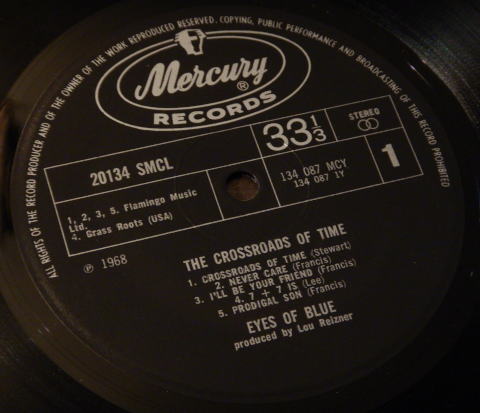 ALL RIGHTS OF THE RECORD PRODUCER AND OF THE OWNER OF THE WORK REPRODUCED RESERVED. COPYING, PUBLIC PERFORMANCE AND BROADCASTING OF THIS RECORD PROHIBITED
Mercury ®
RECORDS
20134 SMCL
33 1/3
STEREO
1, 2, 3, 5. Flamingo Music
Ltd.
4. Grass Roots (USA)
134 087 MCY
134 087 1Y
1
℗ 1968
THE CROSSROADS OF TIME
1. CROSSROADS OF TIME (Stewart)
2. NEVER CARE (Francis)
3. I'LL BE YOUR FRIEND (Francis)
4. 7 + 7 IS (Lee)
5. PRODIGAL SON (Francis)
EYES OF BLUE
produced by Lou Reizner